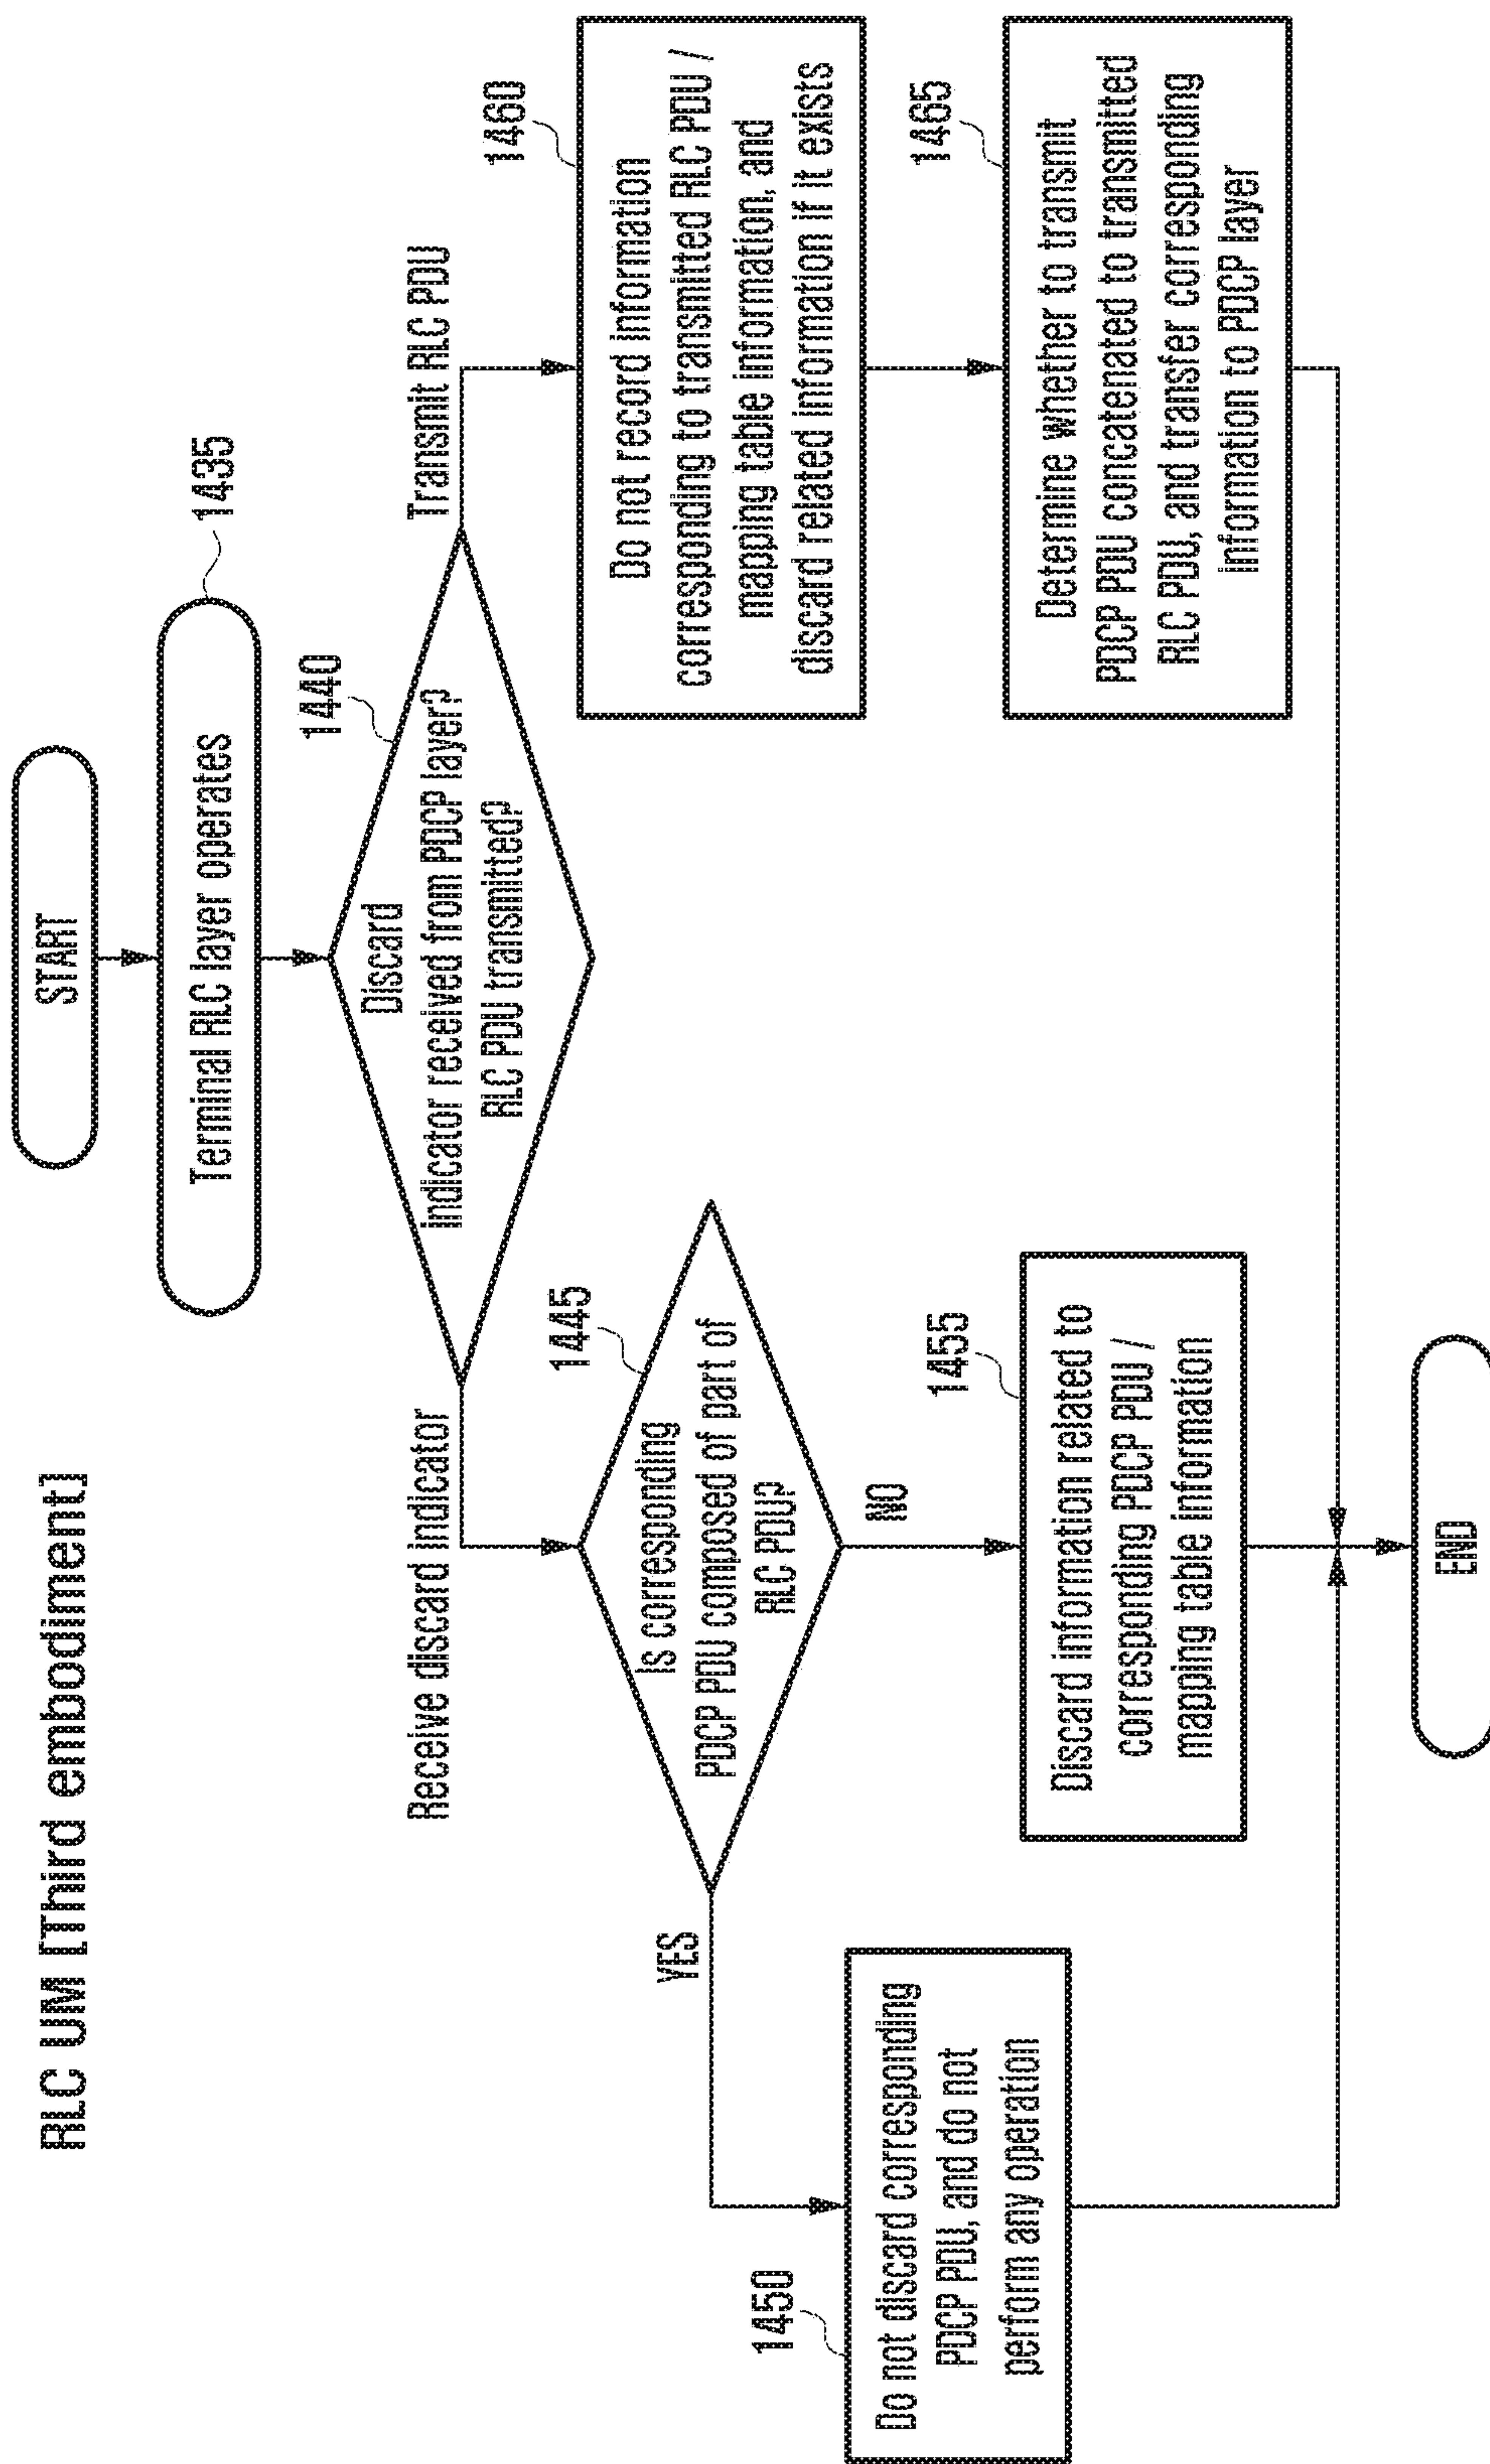 RLC UM [Third embodiment]
START
Terminal RLC layer operates
1435
1440
Discard
indicator received from PDCP layer?
RLC PDU transmitted?
Receive discard indicator
Transmit RLC PDU
1445
Is corresponding
PDCP PDU composed of part of
RLC PDU?
YES
NO
1450
Do not discard corresponding
PDCP PDU, and do not
perform any operation
1455
Discard information related to
corresponding PDCP PDU /
mapping table information
1460
Do not record information
corresponding to transmitted RLC PDU /
mapping table information, and
discard related information if it exists
1465
Determine whether to transmit
PDCP PDU concatenated to transmitted
RLC PDU, and transfer corresponding
information to PDCP layer
END